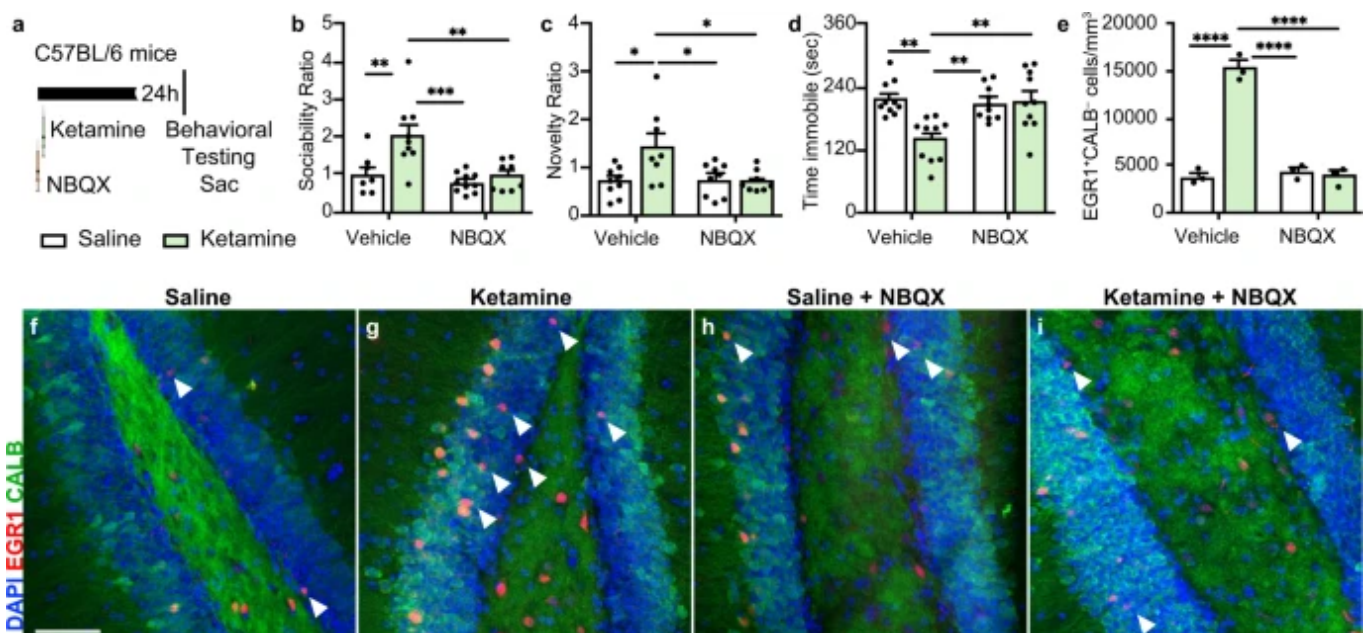 a
C57BL/6 mice
24h
Ketamine
NBQX
Behavioral
Testing
Sac
Saline
Ketamine
b
Sociability Ratio
5
4
3
2
1
0
**
**
***
Vehicle
NBQX
c
Novelty Ratio
4
3
2
1
0
*
*
*
Vehicle
NBQX
d
Time immobile (sec)
360
240
120
0
**
**
**
Vehicle
NBQX
e
EGR1⁺CALB⁻ cells/mm³
20000
15000
10000
5000
0
****
****
****
Vehicle
NBQX
Saline
Ketamine
Saline + NBQX
Ketamine + NBQX
f
g
h
i
DAPI EGR1 CALB